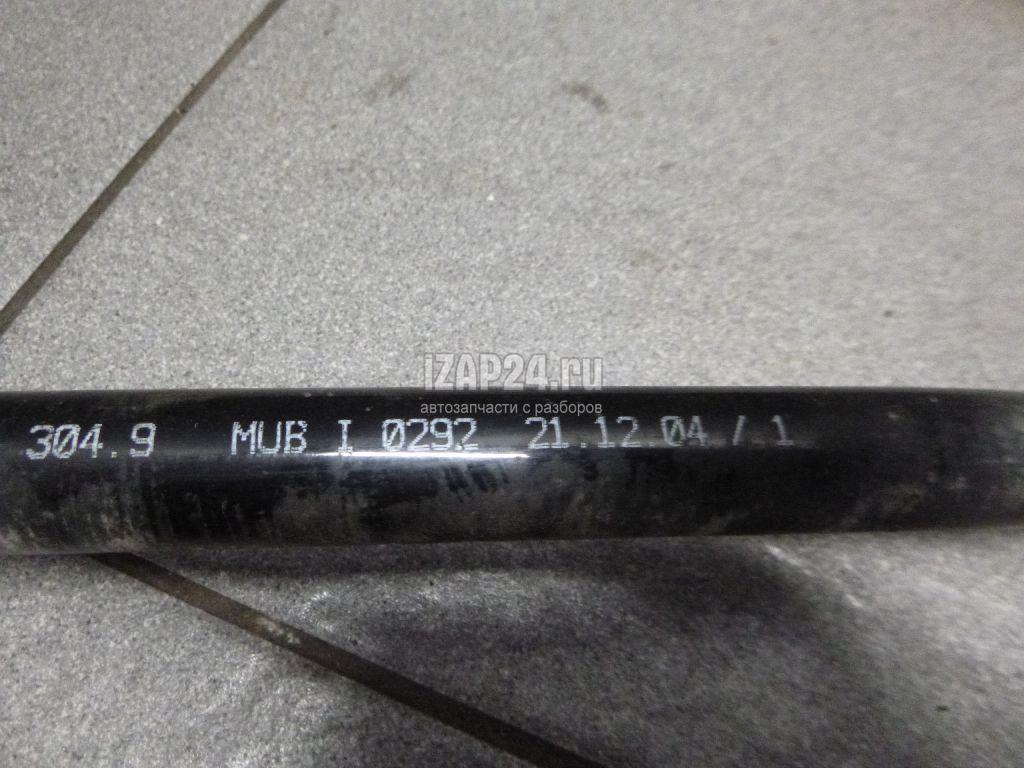 iZAP24.ru
автозапчасти с разборов
304.9 MUB I 0292 21.12.04 / 1